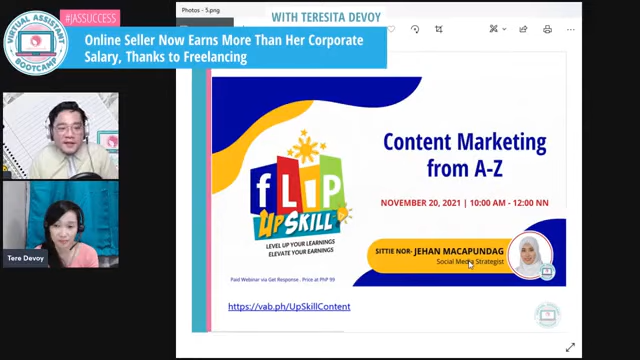 VIRTUAL ASSISTANT
BOOTCAMP
#JASSUCCESS
Photos - 5.png
WITH TERESITA DEVOY
Online Seller Now Earns More Than Her Corporate
Salary, Thanks to Freelancing
Tere Devoy
fLIP
UPSKILL
LEVEL UP YOUR LEARNINGS
ELEVATE YOUR EARNINGS
Content Marketing
from A-Z
NOVEMBER 20, 2021 | 10:00 AM - 12:00 NN
SITTIE NOR- JEHAN MACAPUNDAG
Social Media Strategist
Paid Webinar via Get Response. Price at PhP 99
https://vab.ph/UpSkillContent